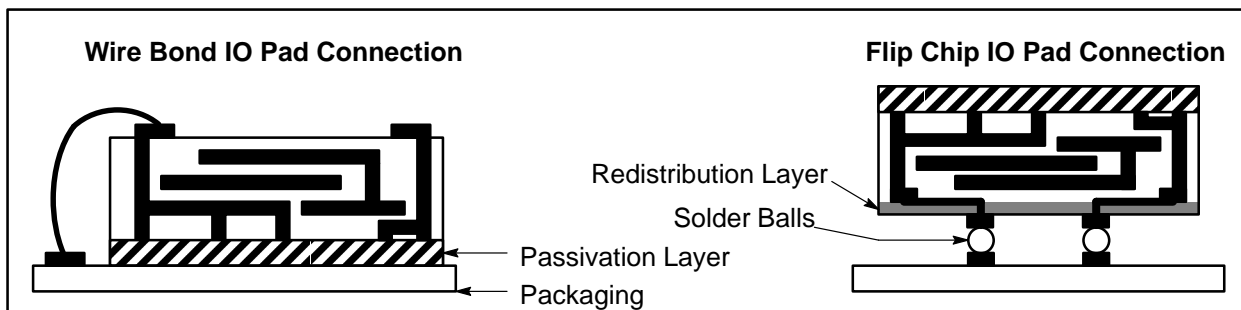 Wire Bond IO Pad Connection
Flip Chip IO Pad Connection
Redistribution Layer
Solder Balls
Passivation Layer
Packaging